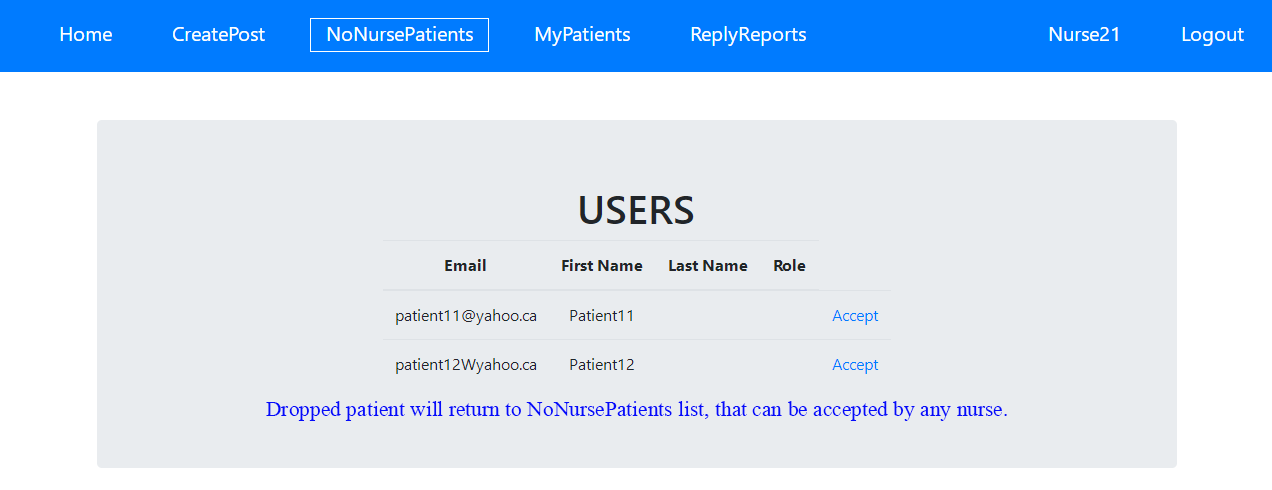 Home CreatePost NoNursePatients MyPatients ReplyReports Nurse21 Logout
USERS
Email First Name Last Name Role
patient11@yahoo.ca Patient11 Accept
patient12Wyahoo.ca Patient12 Accept
Dropped patient will return to NoNursePatients list, that can be accepted by any nurse.